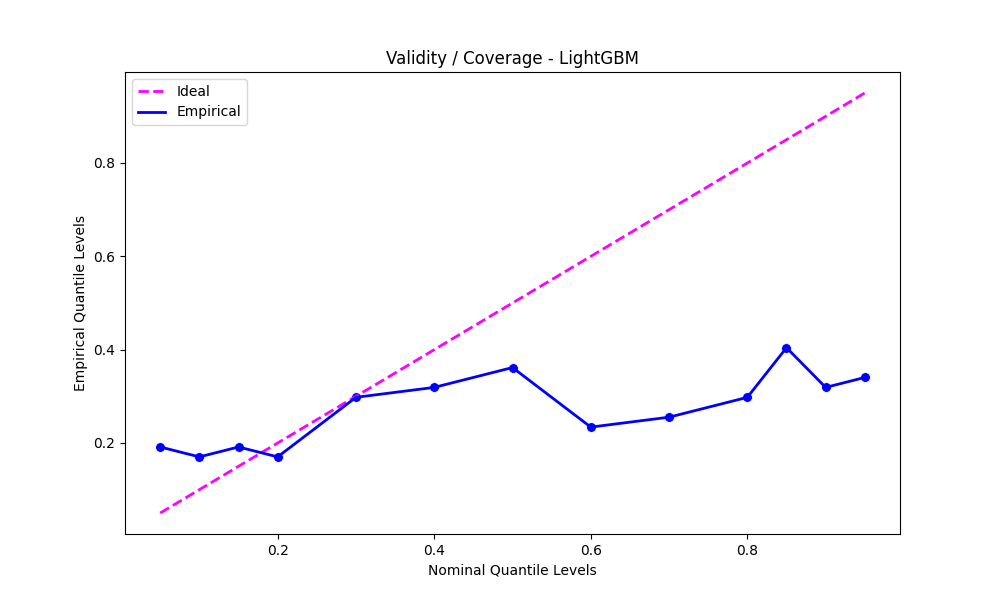 Validity / Coverage - LightGBM
Ideal
Empirical
Empirical Quantile Levels
0.8
0.6
0.4
0.2
0.2 0.4 0.6 0.8
Nominal Quantile Levels